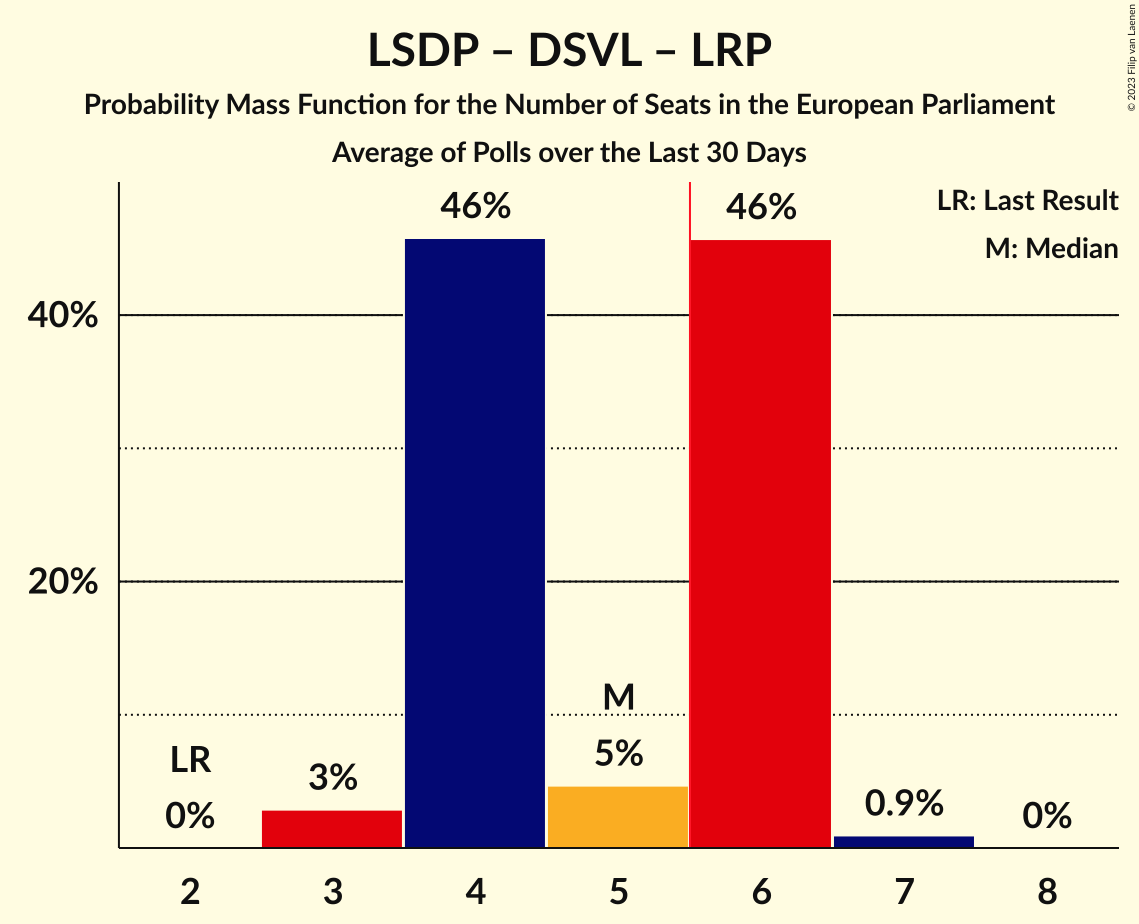 LSDP – DSVL – LRP
Probability Mass Function for the Number of Seats in the European Parliament
Average of Polls over the Last 30 Days
© 2023 Filip van Laenen
LR: Last Result
M: Median
46%
46%
40%
20%
M
LR
5%
3%
0%
0.9%
0%
2 3 4 5 6 7 8